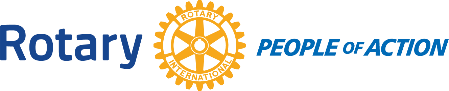 Rotary
ROTARY
INTERNATIONAL
PEOPLE OF ACTION